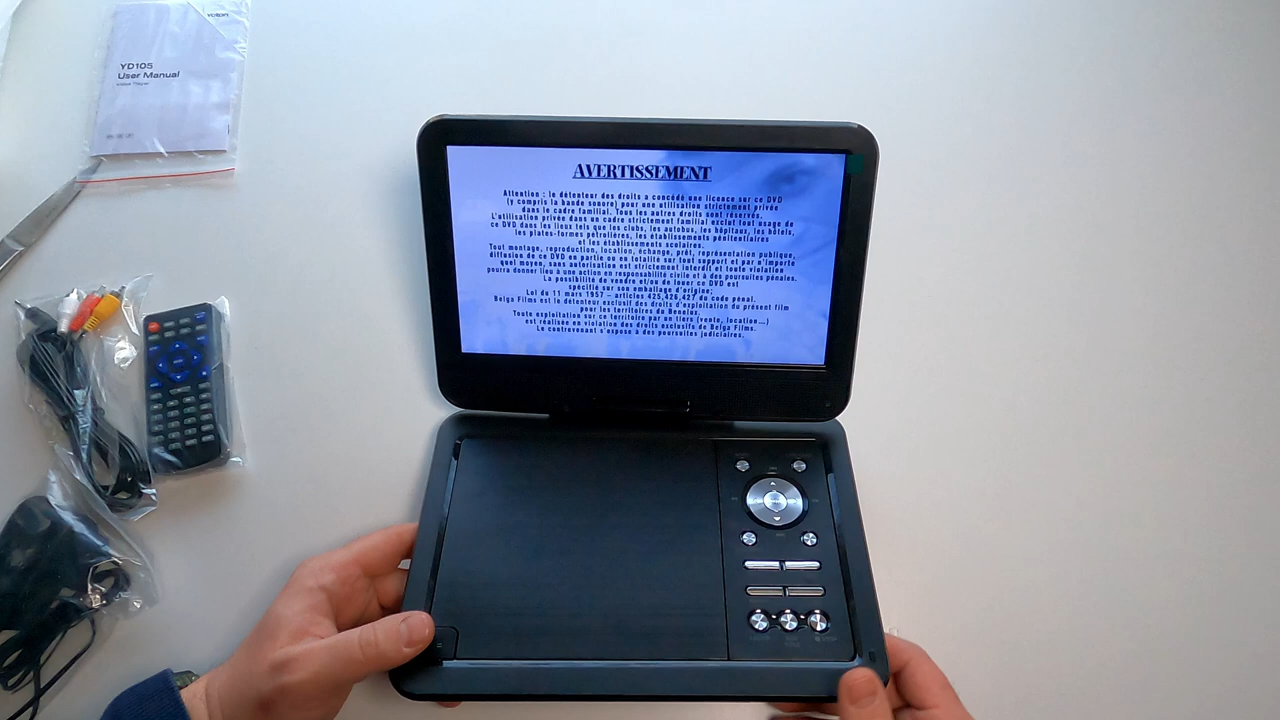 YD105
User Manual
Video Player
AVERTISSEMENT
Attention : le détenteur des droits a concédé une licence sur ce DVD
(y compris la bande sonore) pour une utilisation strictement privée
dans le cadre familial. Tous les autres droits sont réservés.
L'utilisation privée dans un cadre strictement familial exclut tout usage de
ce DVD dans les lieux tels que les clubs, les autobus, les hôpitaux, les hôtels,
les plates-formes pétrolières, les établissements pénitentiaires
et les établissements scolaires.
Tout montage, reproduction, location, échange, prêt, représentation publique,
diffusion de ce DVD en partie ou en totalité sur tout support et par n'importe
quel moyen, sans autorisation est strictement interdit et toute violation
pourra donner lieu à une action en responsabilité civile et à des poursuites pénales.
La possibilité de vendre et/ou de louer ce DVD est
spécifié sur son emballage d'origine;
Loi du 11 mars 1957 – articles 425,426,427 du code pénal.
Belga Films est le détenteur exclusif des droits d'exploitation du présent film
pour les territoires du Benelux.
Toute exploitation sur ce territoire par un tiers (vente, location...)
est réalisée en violation des droits exclusifs de Belga Films.
Le contrevenant s'expose à des poursuites judiciaires.